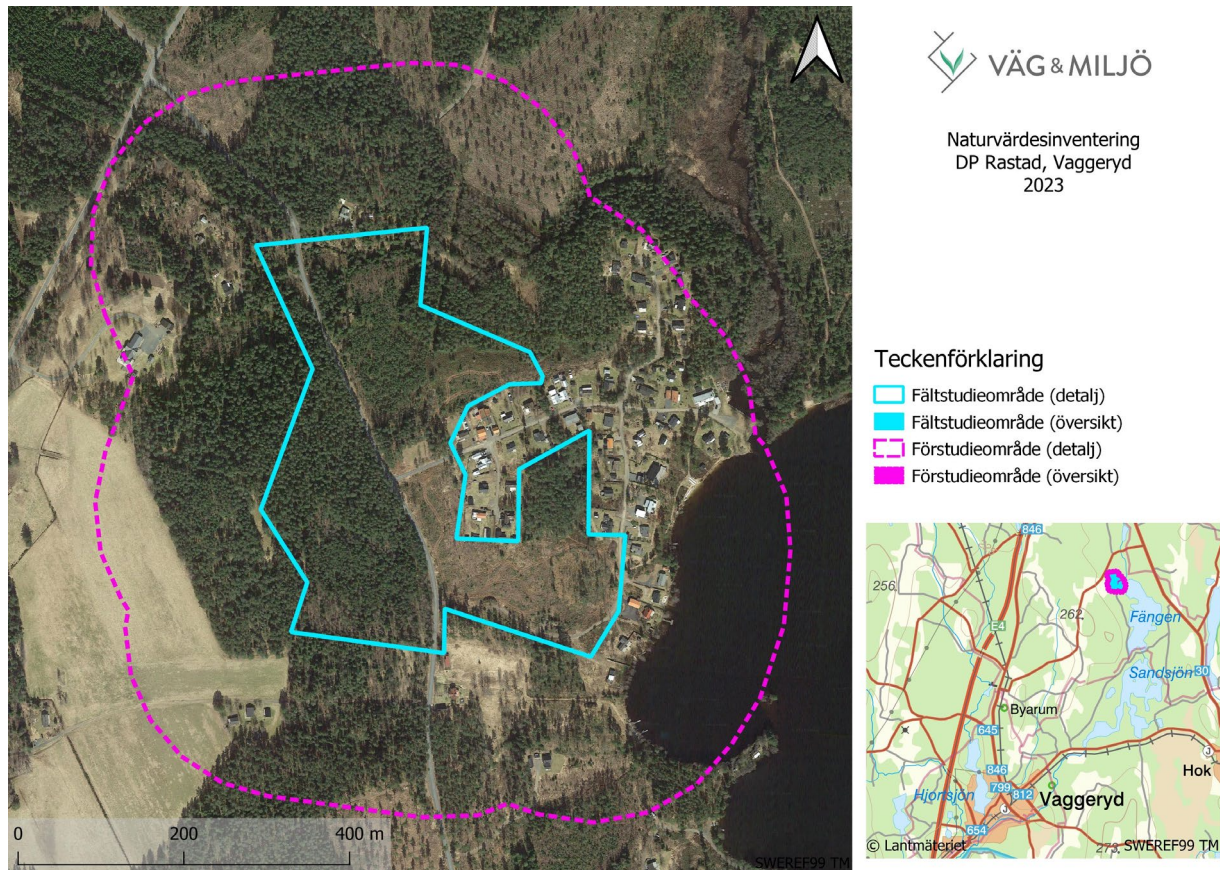 VÄG & MILJÖ
Naturvärdesinventering
DP Rastad, Vaggeryd
2023
Teckenförklaring
Fältstudieområde (detalj)
Fältstudieområde (översikt)
Förstudieområde (detalj)
Förstudieområde (översikt)
0 200 400 m
SWEREF99 TM
846
256.
262.
E4
Fängen
Sandsjön
30
Byarum
645
846
J
Hok
799
812
Hjortsjön
Vaggeryd
654
273.
© Lantmäteriet
SWEREF99 TM